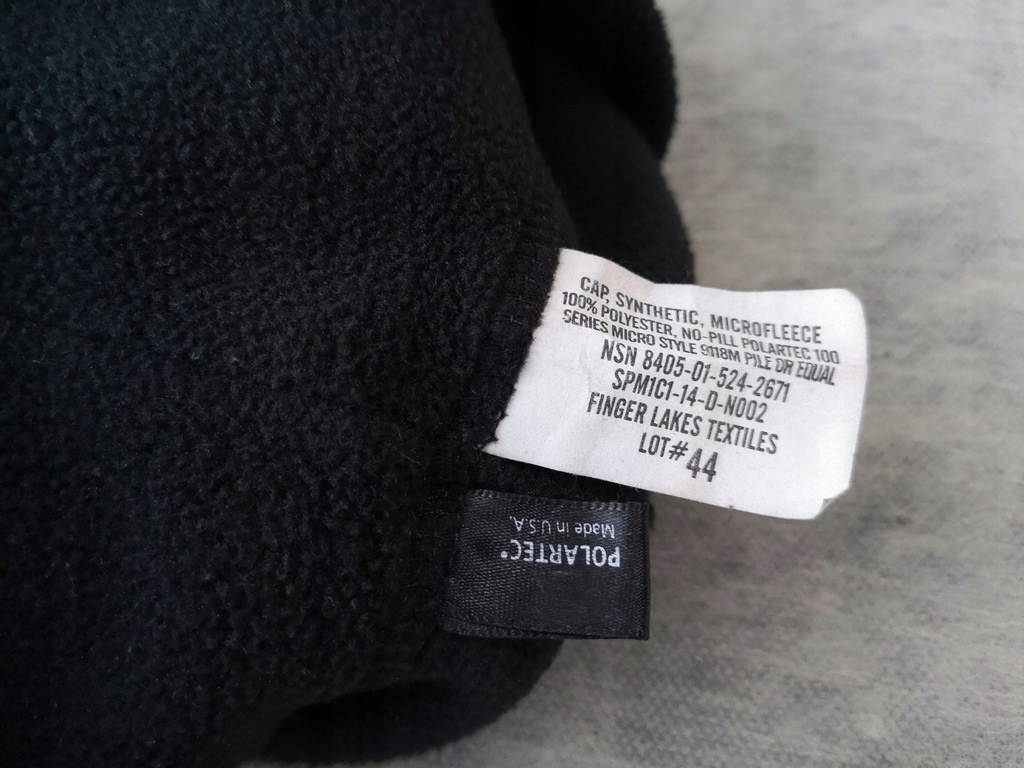 CAP, SYNTHETIC, MICROFLEECE
100% POLYESTER, NO-PILL POLARTEC 100
SERIES MICRO STYLE 9118M PILE OR EQUAL
NSN 8405-01-524-2671
SPM1C1-14-D-N002
FINGER LAKES TEXTILES
LOT# 44
POLARTEC®
Made in U.S.A.